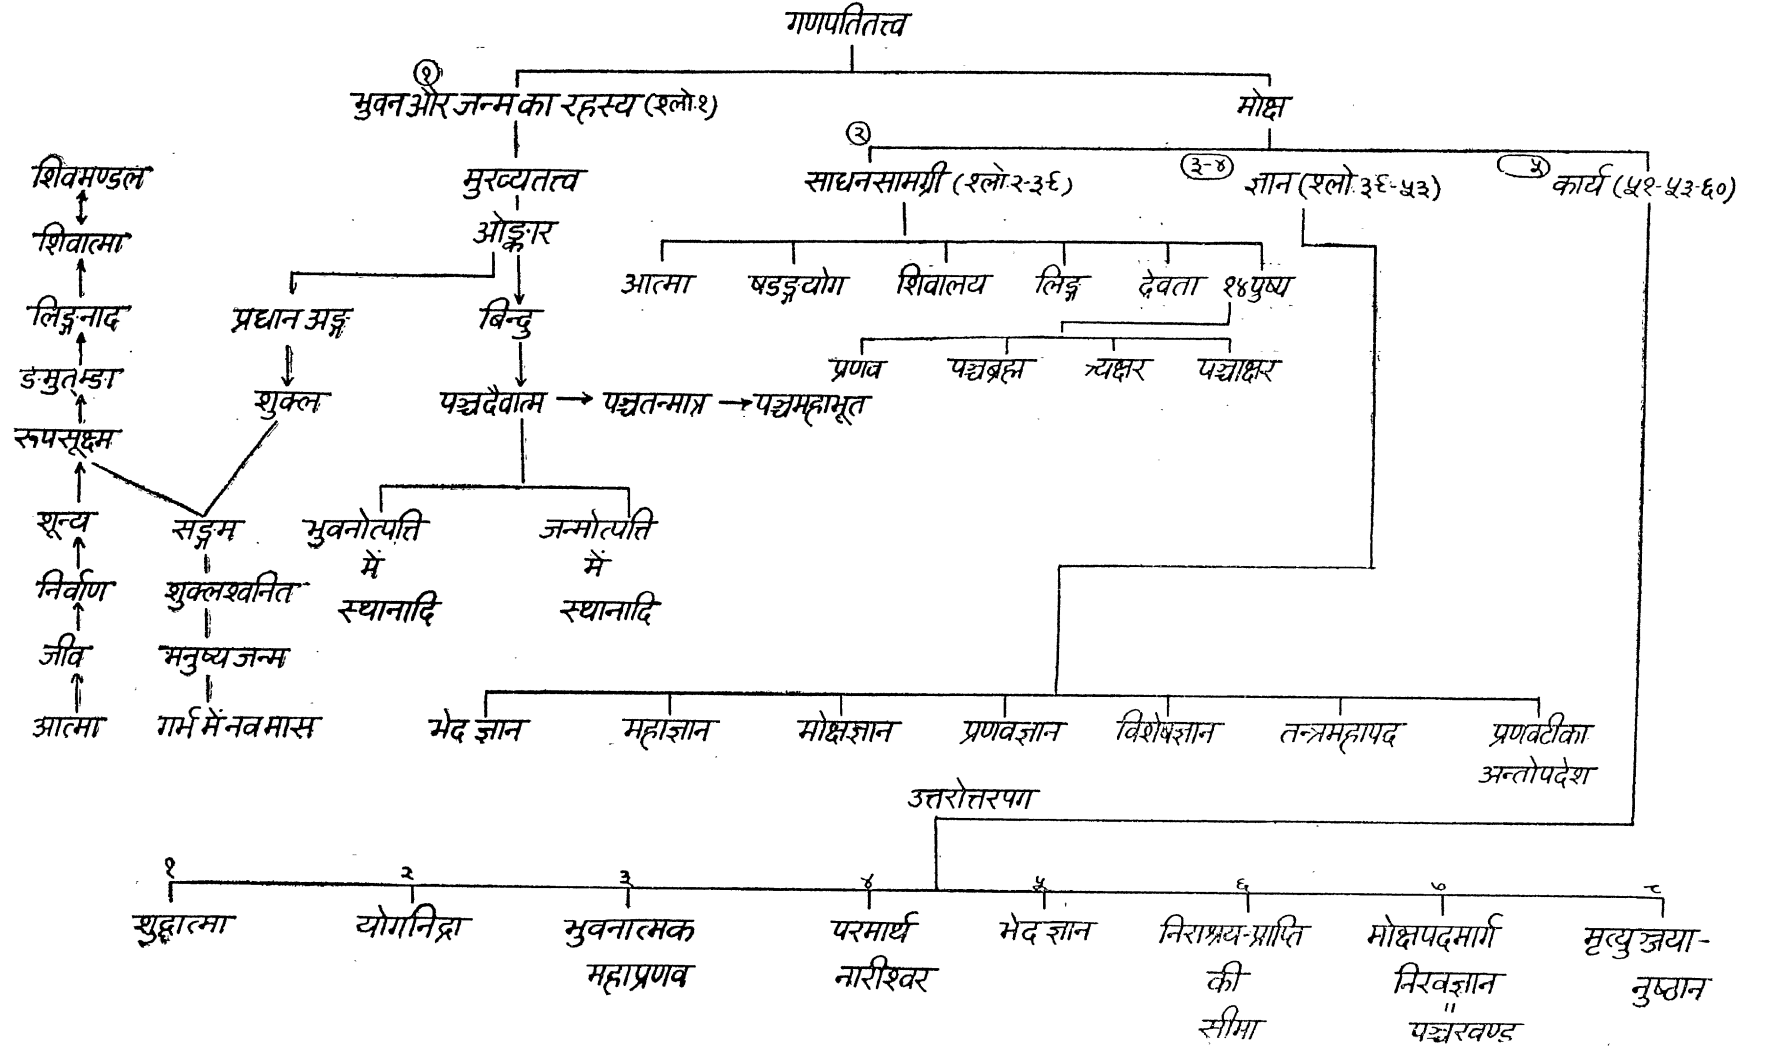 गणपतितत्त्व
१
भुवन और जन्म का रहस्य (श्लो.१)
मोक्ष
२
३-४
५
शिवमण्डल
मुख्यतत्त्व
साधनसामग्री (श्लो.२-३६)
ज्ञान (श्लो.३६-५३)
कार्य (५१-५३-६०)
शिवात्मा
ओङ्कार
आत्मा
षडङ्गयोग
शिवालय
लिङ्ग
देवता
१४पुष्प
लिङ्गनाद
प्रधान अङ्ग
बिन्दु
प्रणव
पञ्चब्रह्म
त्र्यक्षर
पञ्चाक्षर
शुक्ल
पञ्चदैवात्म
पञ्चतन्मात्र
पञ्चमहाभूत
रूपसूक्ष्म
शून्य
सङ्गम
भुवनोत्पत्ति
जन्मोत्पत्ति
में
में
निर्वाण
शुक्लश्वनित
स्थानादि
स्थानादि
जीव
मनुष्य जन्म
आत्मा
गर्भ में नव मास
भेद ज्ञान
महाज्ञान
मोक्षज्ञान
प्रणवज्ञान
विशेषज्ञान
तन्त्रमहापद
प्रणवटीका
अन्तोपदेश
उत्तरोत्तरपग
१
२
३
४
५
६
७
८
शुद्धात्मा
योगनिद्रा
भुवनात्मक
परमार्थ
भेद ज्ञान
निराश्रय-प्राप्ति
मोक्षपदमार्ग
मृत्युञ्जया-
महाप्रणव
नारीश्वर
की
निरवज्ञान
नुष्ठान
सीमा
"
पञ्चखण्ड